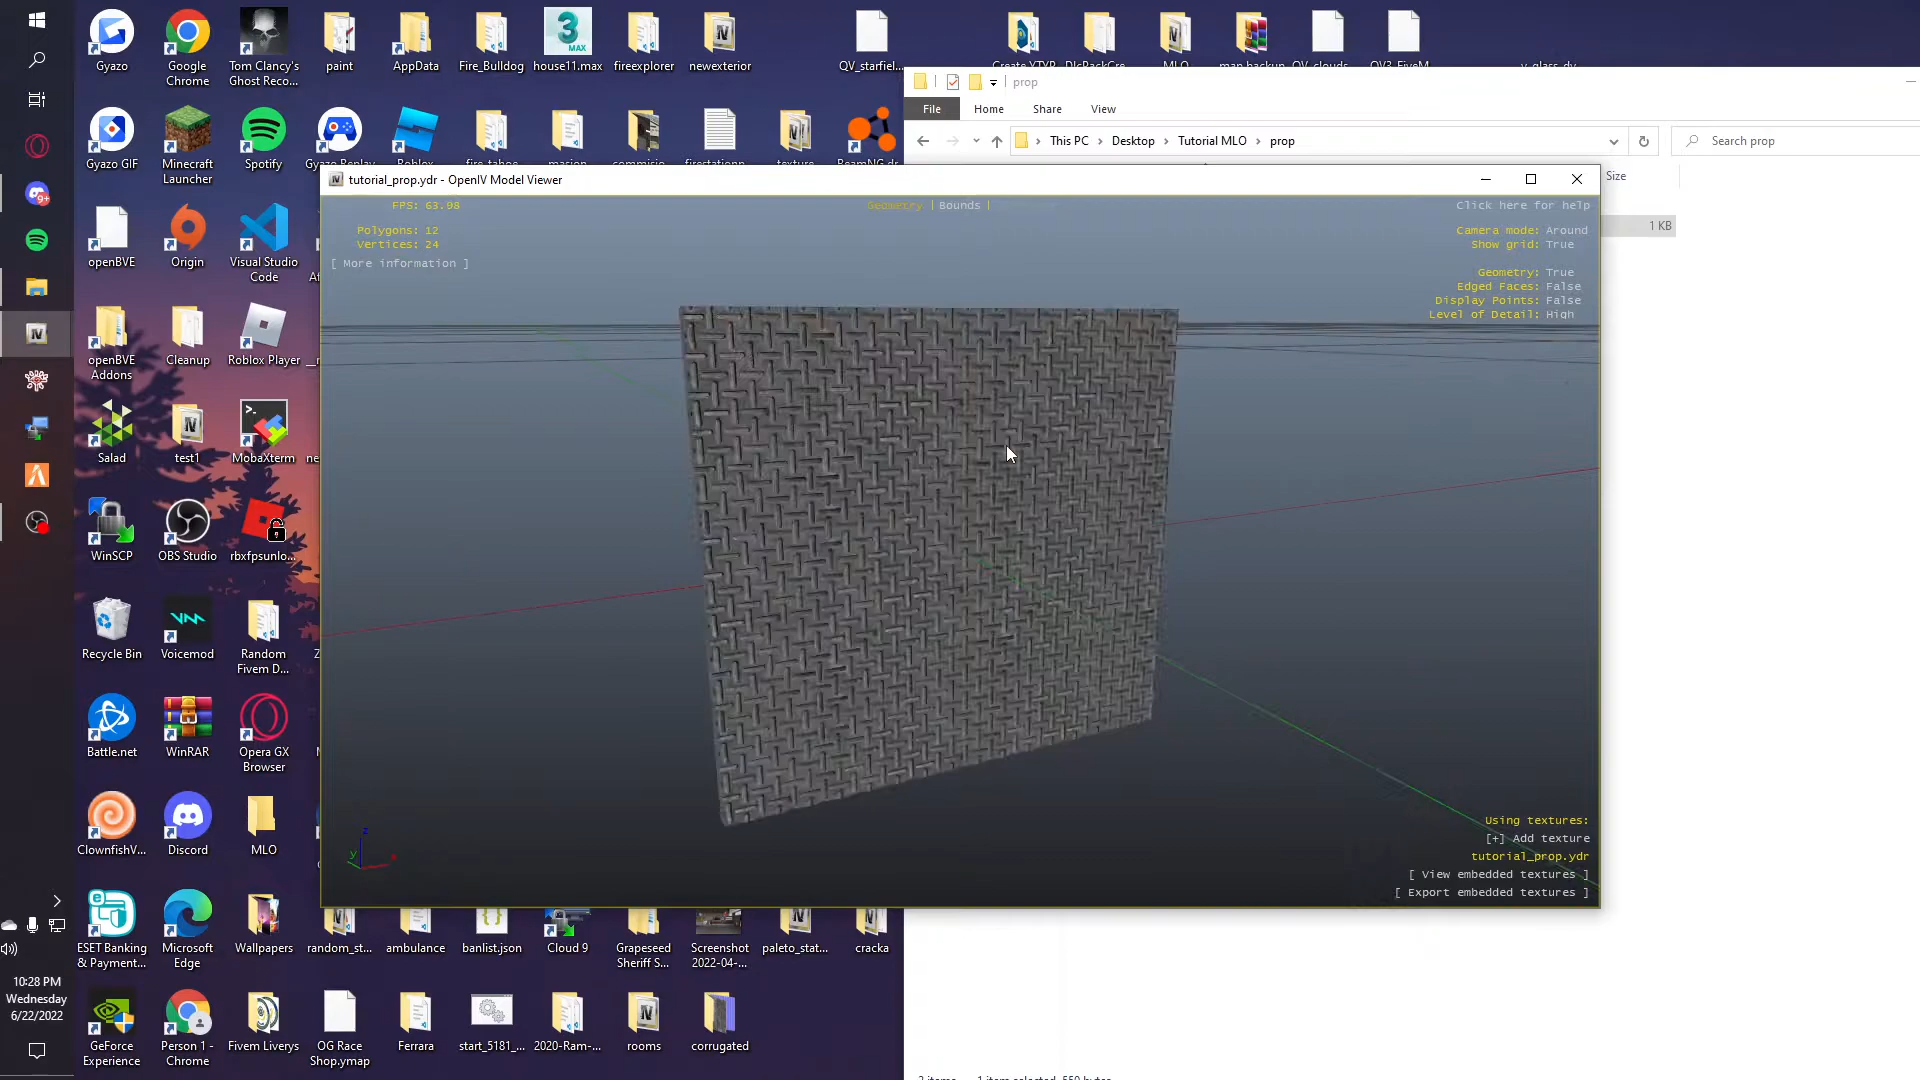 Gyazo
Google
Chrome
Tom Clancy's
Ghost Reco...
paint
AppData
Fire_Bulldog
house11.max
fireexplorer
newexterior
QV_starfiel...
Gyazo GIF
Minecraft
Launcher
Spotify
openBVE
Origin
Visual Studio
Code
openBVE
Addons
Cleanup
Roblox Player
Salad
test1
MobaXterm
WinSCP
OBS Studio
rbxfpsunlo...
Recycle Bin
Voicemod
Random
Fivem D...
Battle.net
WinRAR
Opera GX
Browser
ClownfishV...
Discord
MLO
ESET Banking
& Payment...
Microsoft
Edge
Wallpapers
random_st...
ambulance
banlist.json
Cloud 9
Grapeseed
Sheriff S...
Screenshot
2022-04-...
paleto_stat...
cracka
GeForce
Experience
Person 1 -
Chrome
Fivem Liverys
OG Race
Shop.ymap
Ferrara
start_5181_...
2020-Ram-...
rooms
corrugated
10:28 PM
Wednesday
6/22/2022
prop
File Home Share View
This PC > Desktop > Tutorial MLO > prop
Search prop
Size
1 KB
tutorial_prop.ydr - OpenIV Model Viewer
FPS: 63.98
Geometry | Bounds |
Click here for help
Polygons: 12
Vertices: 24
[ More information ]
Camera mode: Around
Show grid: True
Geometry: True
Edged Faces: False
Display Points: False
Level of Detail: High
z
y
x
Using textures:
[+] Add texture
tutorial_prop.ydr
[ View embedded textures ]
[ Export embedded textures ]